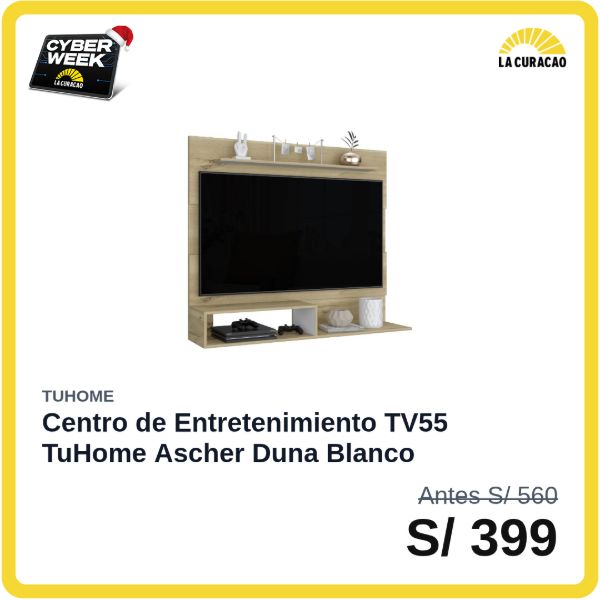 CYBER
WEEK
LA CURACAO
LA CURACAO
TUHOME
Centro de Entretenimiento TV55
TuHome Ascher Duna Blanco
Antes S/ 560
S/ 399